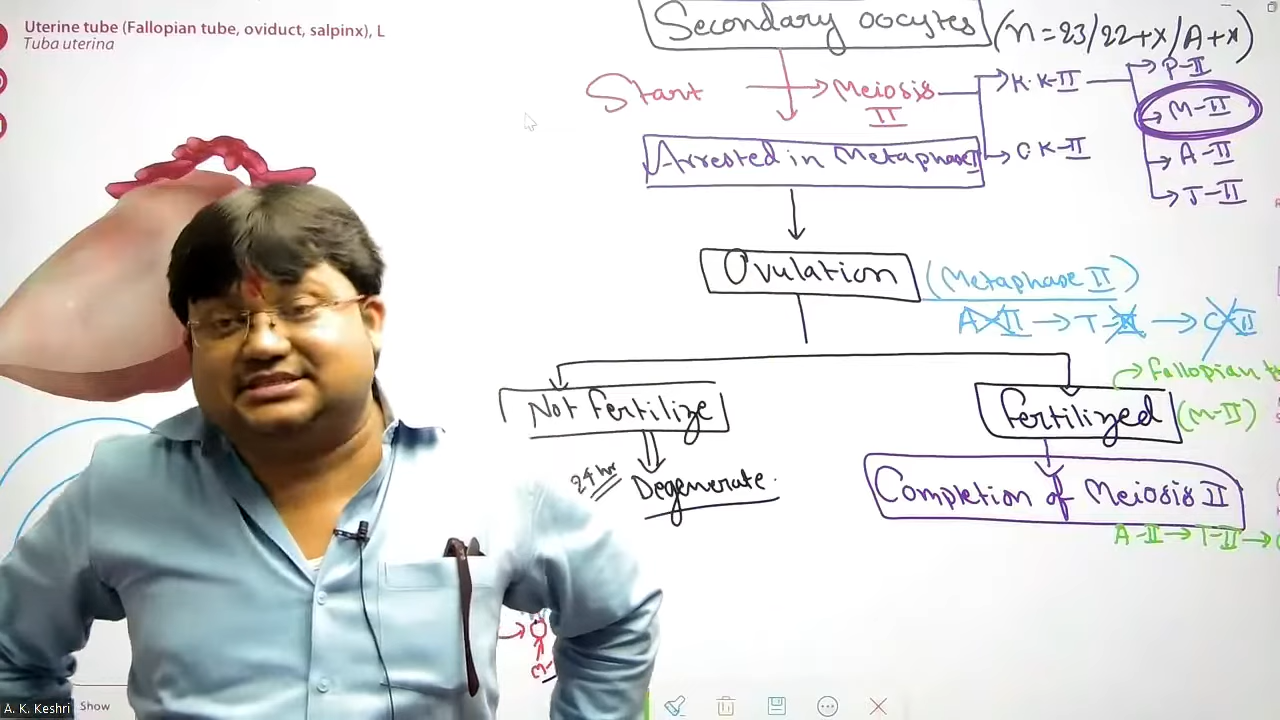 Uterine tube (Fallopian tube, oviduct, salpinx), L
Tuba uterina
Secondary oocytes (n=23/22+x/A+x)
Start → Meiosis II
K.K-II
C.K-II
P-II
M-II
A-II
T-II
Arrested in Metaphase II
Ovulation (Metaphase II)
A-II → T-II → C-II
Not Fertilize
24 hr
Degenerate
Fallopian
Fertilized (M-II)
Completion of Meiosis II
A-II → T-II →
A. K. Keshri
Show